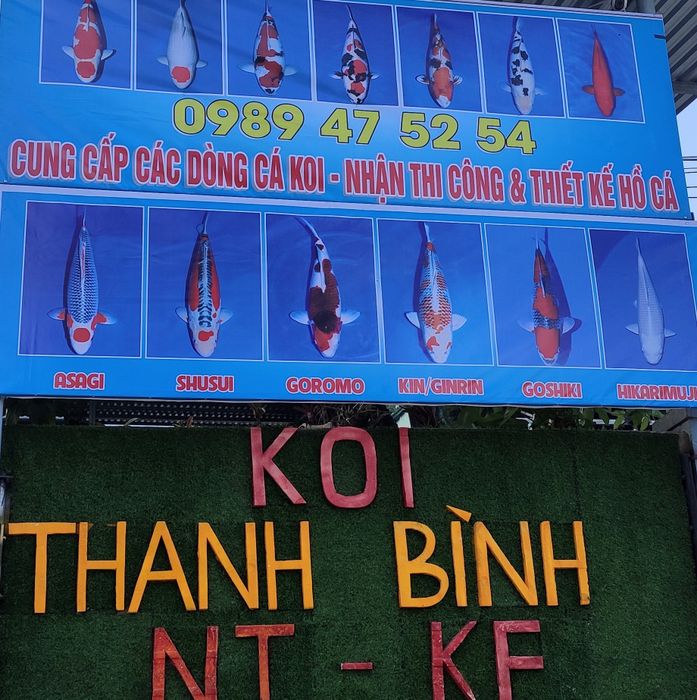 0989 47 52 54
CUNG CẤP CÁC DÒNG CÁ KOI - NHẬN THI CÔNG & THIẾT KẾ HỒ CÁ
ASAGI SHUSUI GOROMO KIN/GINRIN GOSHIKI HIKARIMUJI
KOI
THANH BÌNH
NT - KF